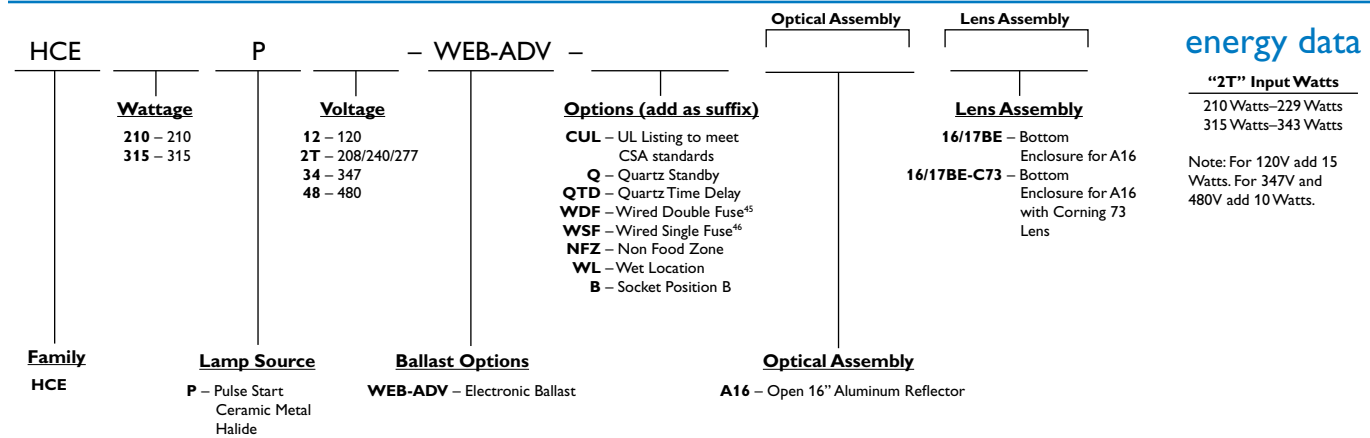 Optical Assembly
Lens Assembly
HCE
P
– WEB-ADV –
energy data
“2T” Input Watts
210 Watts–229 Watts
315 Watts–343 Watts
Note: For 120V add 15
Watts. For 347V and
480V add 10 Watts.
Wattage
210 – 210
315 – 315
Voltage
12 – 120
2T – 208/240/277
34 – 347
48 – 480
Options (add as suffix)
CUL – UL Listing to meet
CSA standards
Q – Quartz Standby
QTD – Quartz Time Delay
WDF – Wired Double Fuse⁴⁵
WSF – Wired Single Fuse⁴⁶
NFZ – Non Food Zone
WL – Wet Location
B – Socket Position B
Lens Assembly
16/17BE – Bottom
Enclosure for A16
16/17BE-C73 – Bottom
Enclosure for A16
with Corning 73
Lens
Family
HCE
Lamp Source
P – Pulse Start
Ceramic Metal
Halide
Ballast Options
WEB-ADV – Electronic Ballast
Optical Assembly
A16 – Open 16” Aluminum Reflector